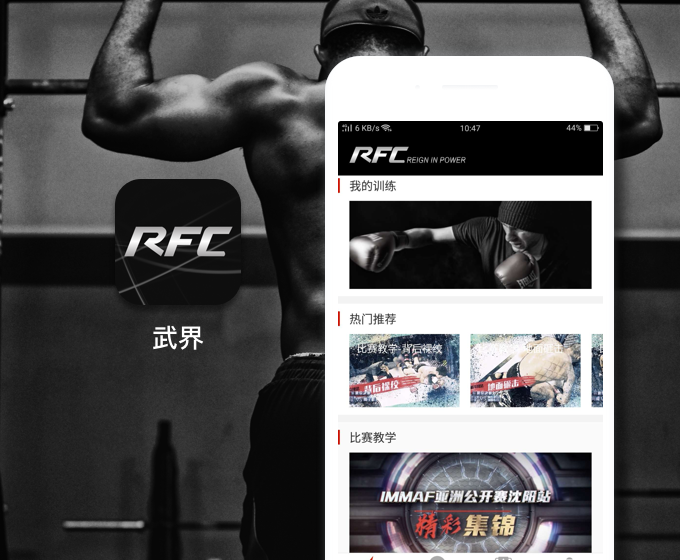 RFC
武界
6 KB/s
10:47
44%
RFC REIGN IN POWER
我的训练
热门推荐
比赛教学-背后裸绞
背后裸绞
地面砸击
比赛教学
IMMAF亚洲公开赛沈阳站
精彩集锦